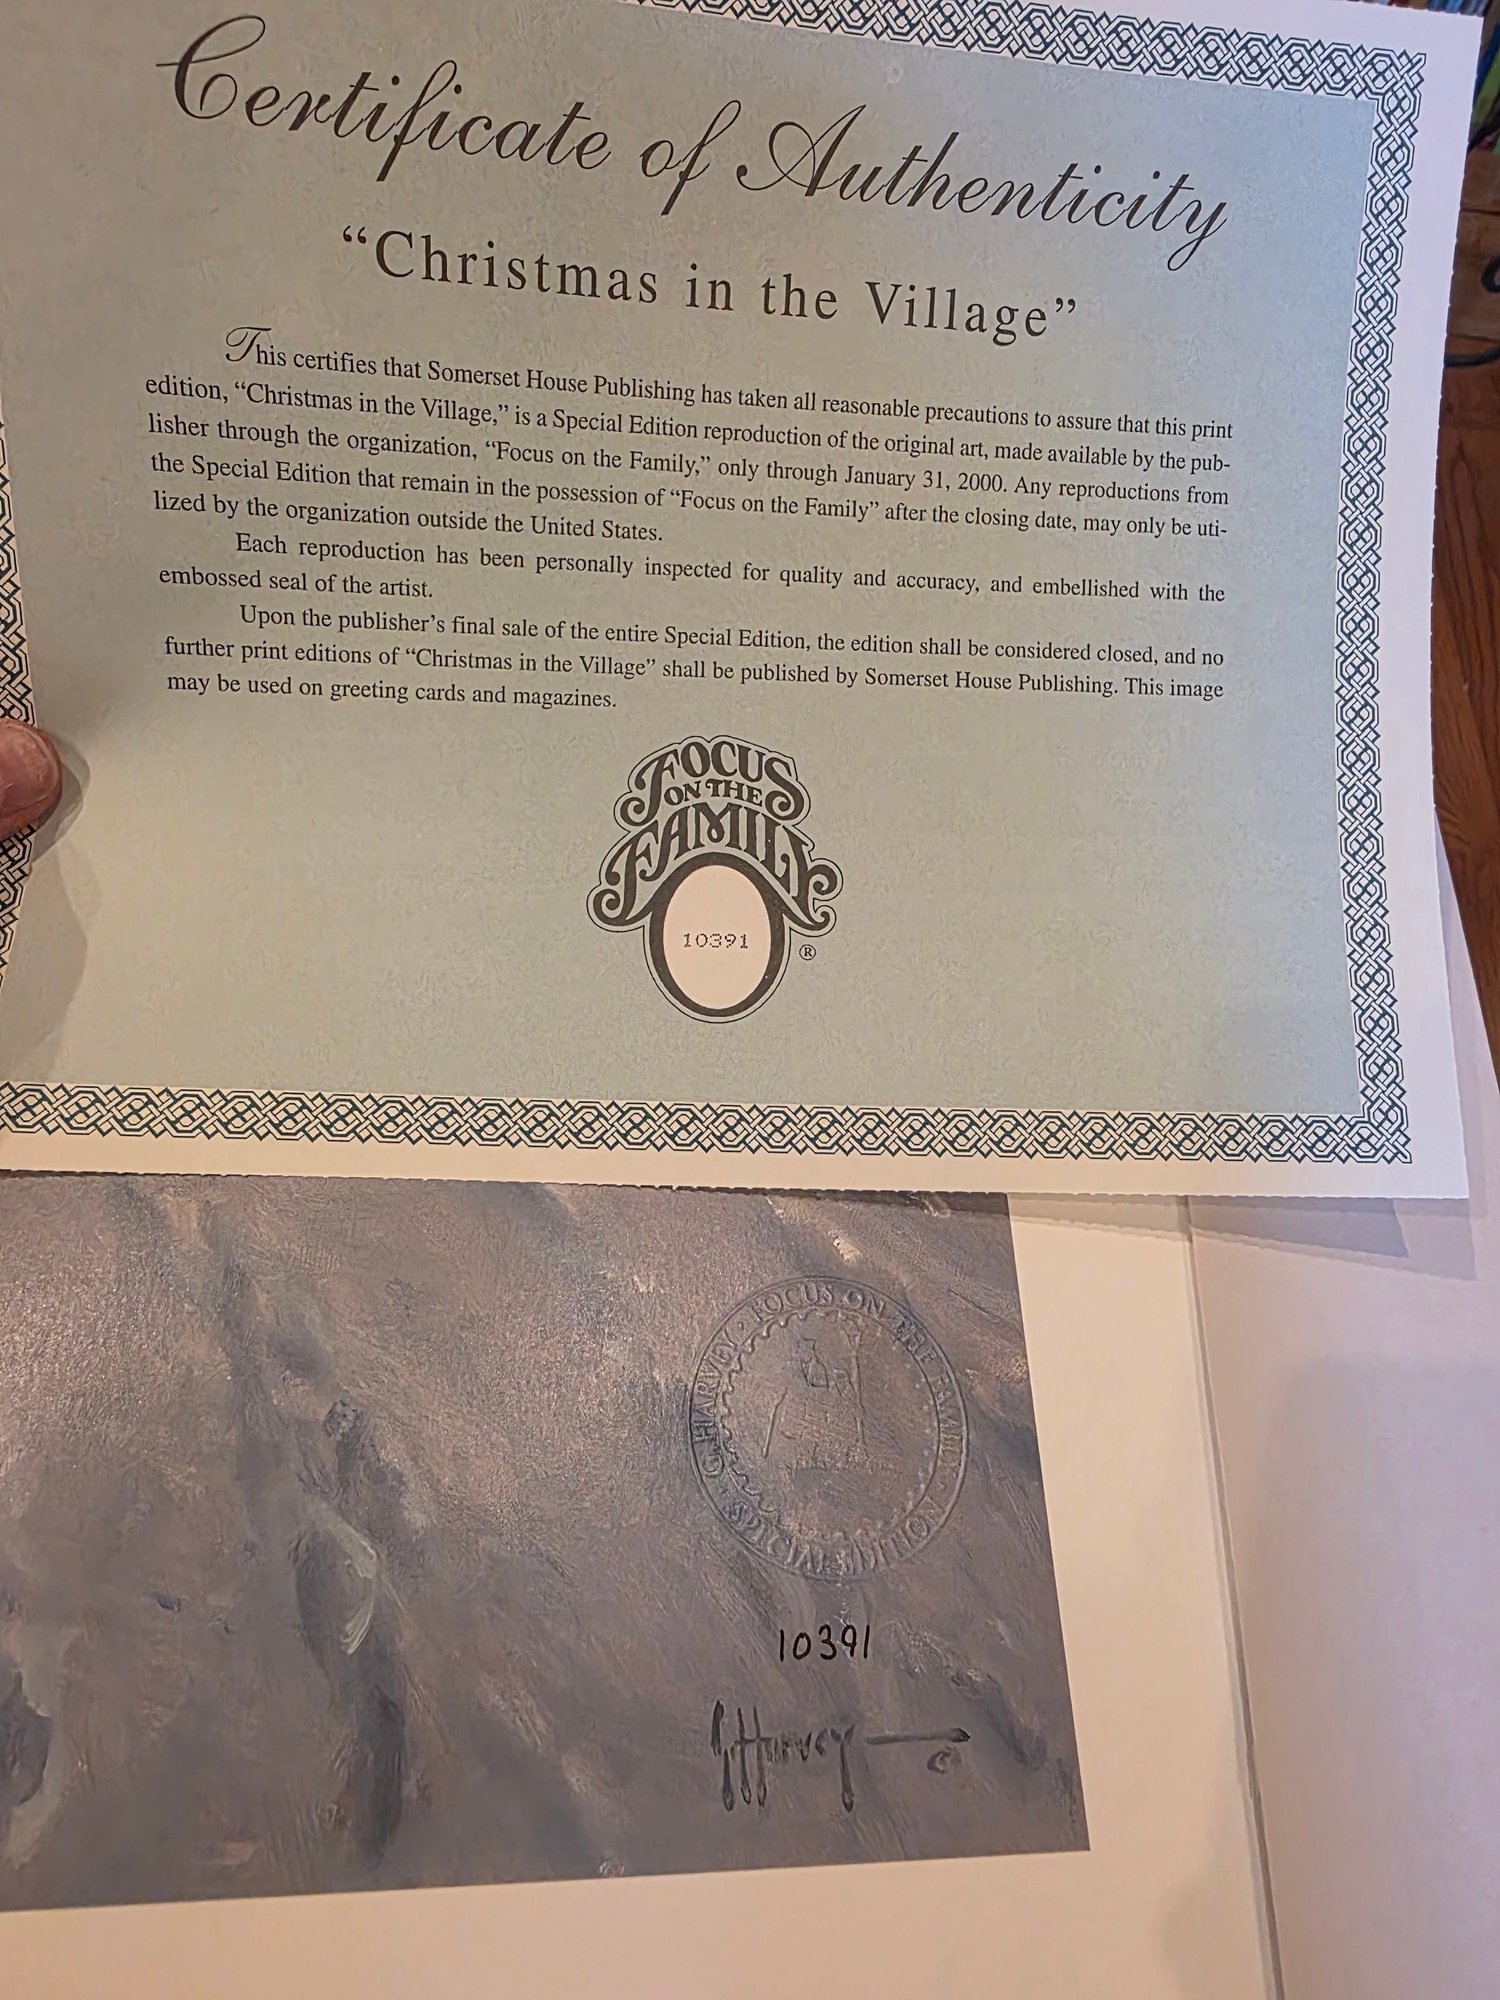 Certificate of Authenticity
“Christmas in the Village”
This certifies that Somerset House Publishing has taken all reasonable precautions to assure that this print
edition, “Christmas in the Village,” is a Special Edition reproduction of the original art, made available by the pub-
lisher through the organization, “Focus on the Family,” only through January 31, 2000. Any reproductions from
the Special Edition that remain in the possession of “Focus on the Family” after the closing date, may only be uti-
lized by the organization outside the United States.
Each reproduction has been personally inspected for quality and accuracy, and embellished with the
embossed seal of the artist.
Upon the publisher’s final sale of the entire Special Edition, the edition shall be considered closed, and no
further print editions of “Christmas in the Village” shall be published by Somerset House Publishing. This image
may be used on greeting cards and magazines.
FOCUS
ON THE
FAMILY
10391
®
G. HARVEY · FOCUS ON THE FAMILY ·
SPECIAL EDITION
10391
G Harvey